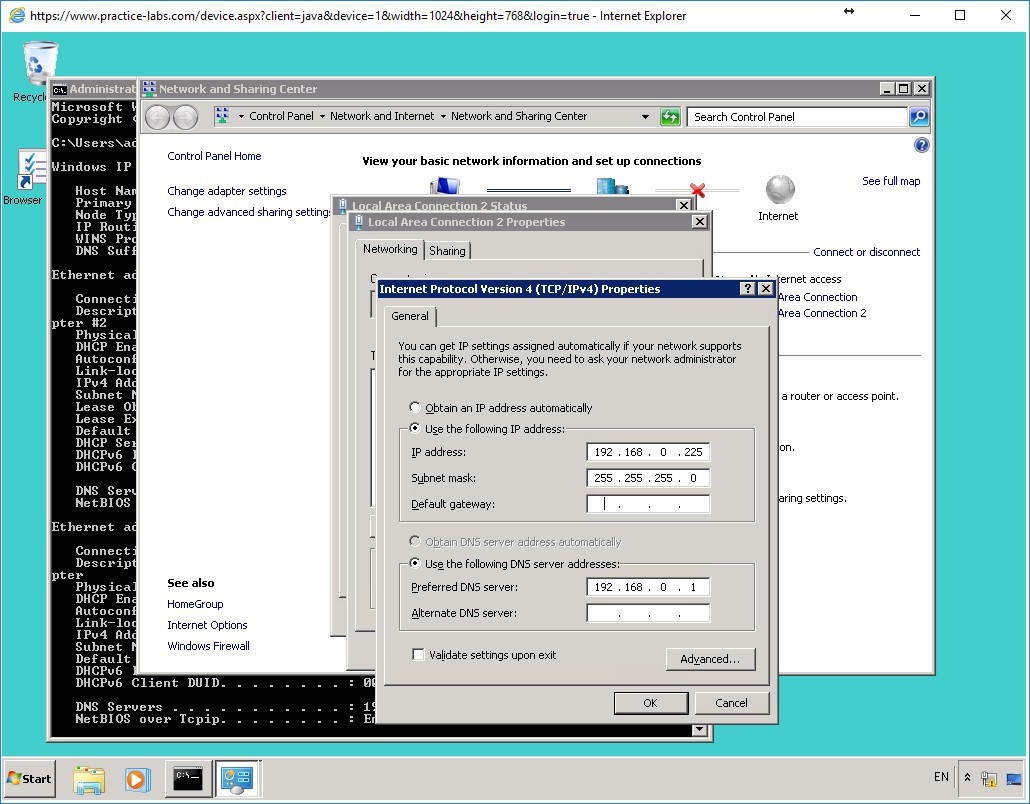 https://www.practice-labs.com/device.aspx?client=java&device=1&width=1024&height=768&login=true - Internet Explorer
Recycl
Browser
Administrat
Microsoft W
Copyright
C:\Users\ad
Windows IP
Host Nam
Primary
Node Typ
IP Routi
WINS Pro
DNS Suff
Ethernet ad
Connecti
Descript
pter #2
Physical
DHCP Ena
Autoconf
Link-loc
IPv4 Add
Subnet M
Lease Ob
Lease Ex
Default
DHCP Ser
DHCPv6 I
DHCPv6 C
DNS Serv
NetBIOS
Ethernet ad
Connecti
Descript
pter
Physical
DHCP Ena
Autoconf
Link-loc
IPv4 Add
Subnet M
Default
DHCPv6 I
DHCPv6 Client DUID. . . . . . . . : 00
DNS Servers . . . . . . . . . . . : 19
NetBIOS over Tcpip. . . . . . . . : En
Network and Sharing Center
Control Panel
Network and Internet
Network and Sharing Center
Search Control Panel
Control Panel Home
Change adapter settings
Change advanced sharing settings
View your basic network information and set up connections
See full map
Internet
Connect or disconnect
ternet access
Area Connection
Area Connection 2
a router or access point.
on.
aring settings.
See also
HomeGroup
Internet Options
Windows Firewall
Local Area Connection 2 Status
Local Area Connection 2 Properties
Networking
Sharing
Internet Protocol Version 4 (TCP/IPv4) Properties
General
You can get IP settings assigned automatically if your network supports
this capability. Otherwise, you need to ask your network administrator
for the appropriate IP settings.
Obtain an IP address automatically
Use the following IP address:
IP address: 192 . 168 . 0 . 225
Subnet mask: 255 . 255 . 255 . 0
Default gateway: . . .
Obtain DNS server address automatically
Use the following DNS server addresses:
Preferred DNS server: 192 . 168 . 0 . 1
Alternate DNS server: . . .
Validate settings upon exit
Advanced...
OK
Cancel
Start
EN